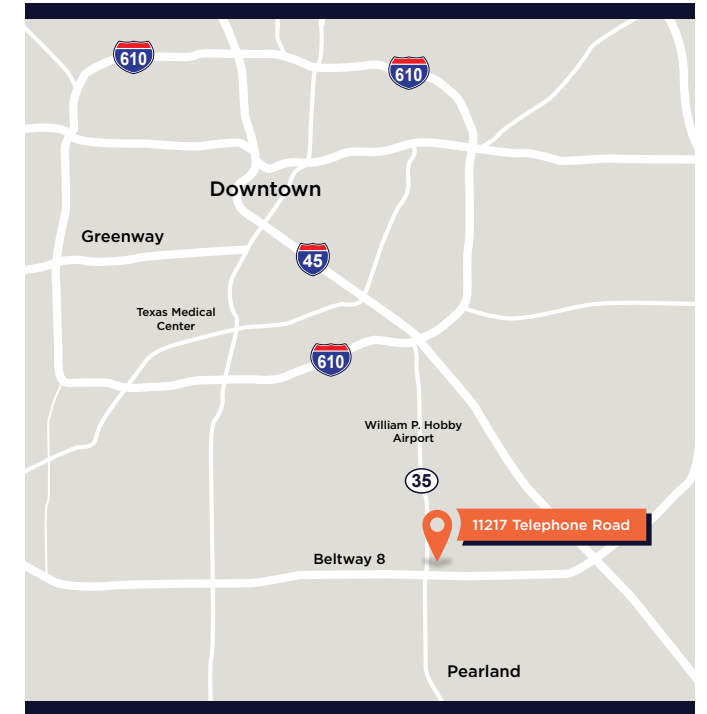 610
610
Downtown
Greenway
45
Texas Medical
Center
610
William P. Hobby
Airport
35
11217 Telephone Road
Beltway 8
Pearland